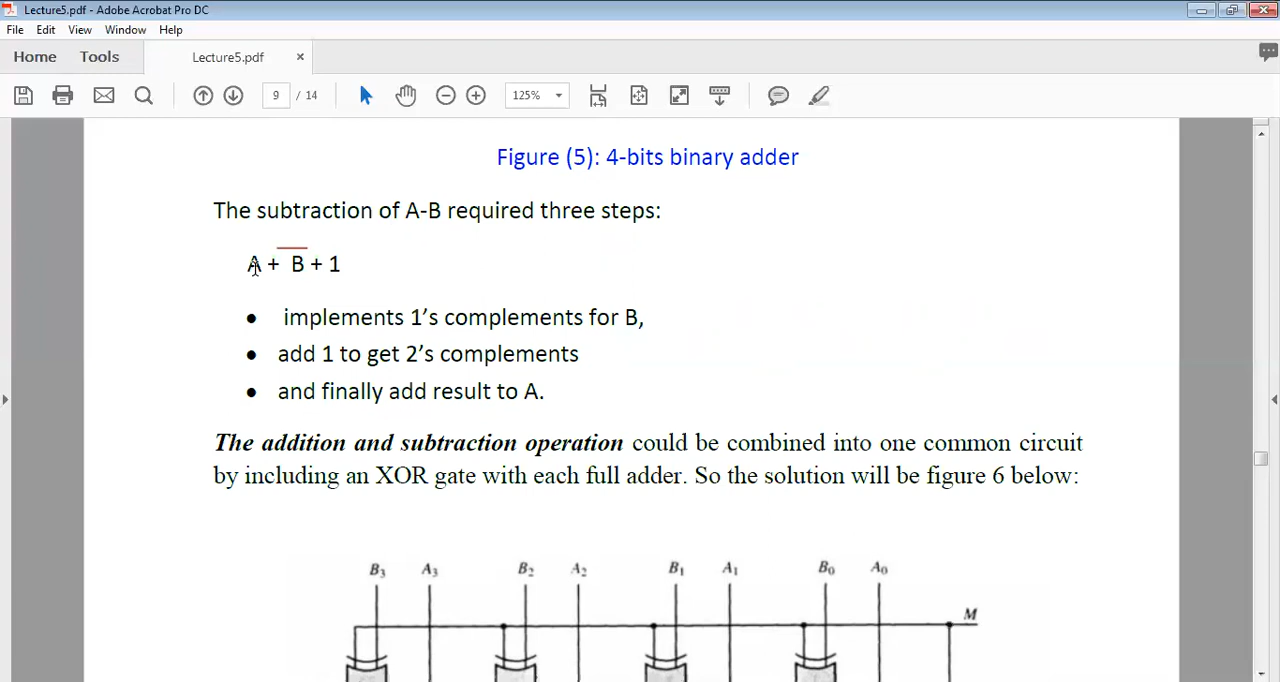 Lecture5.pdf - Adobe Acrobat Pro DC
File Edit View Window Help
Home Tools Lecture5.pdf ×
9 / 14 125%
Figure (5): 4-bits binary adder
The subtraction of A-B required three steps:
A + B̅ + 1
• implements 1’s complements for B,
• add 1 to get 2’s complements
• and finally add result to A.
The addition and subtraction operation could be combined into one common circuit
by including an XOR gate with each full adder. So the solution will be figure 6 below:
B₃ A₃ B₂ A₂ B₁ A₁ B₀ A₀
M